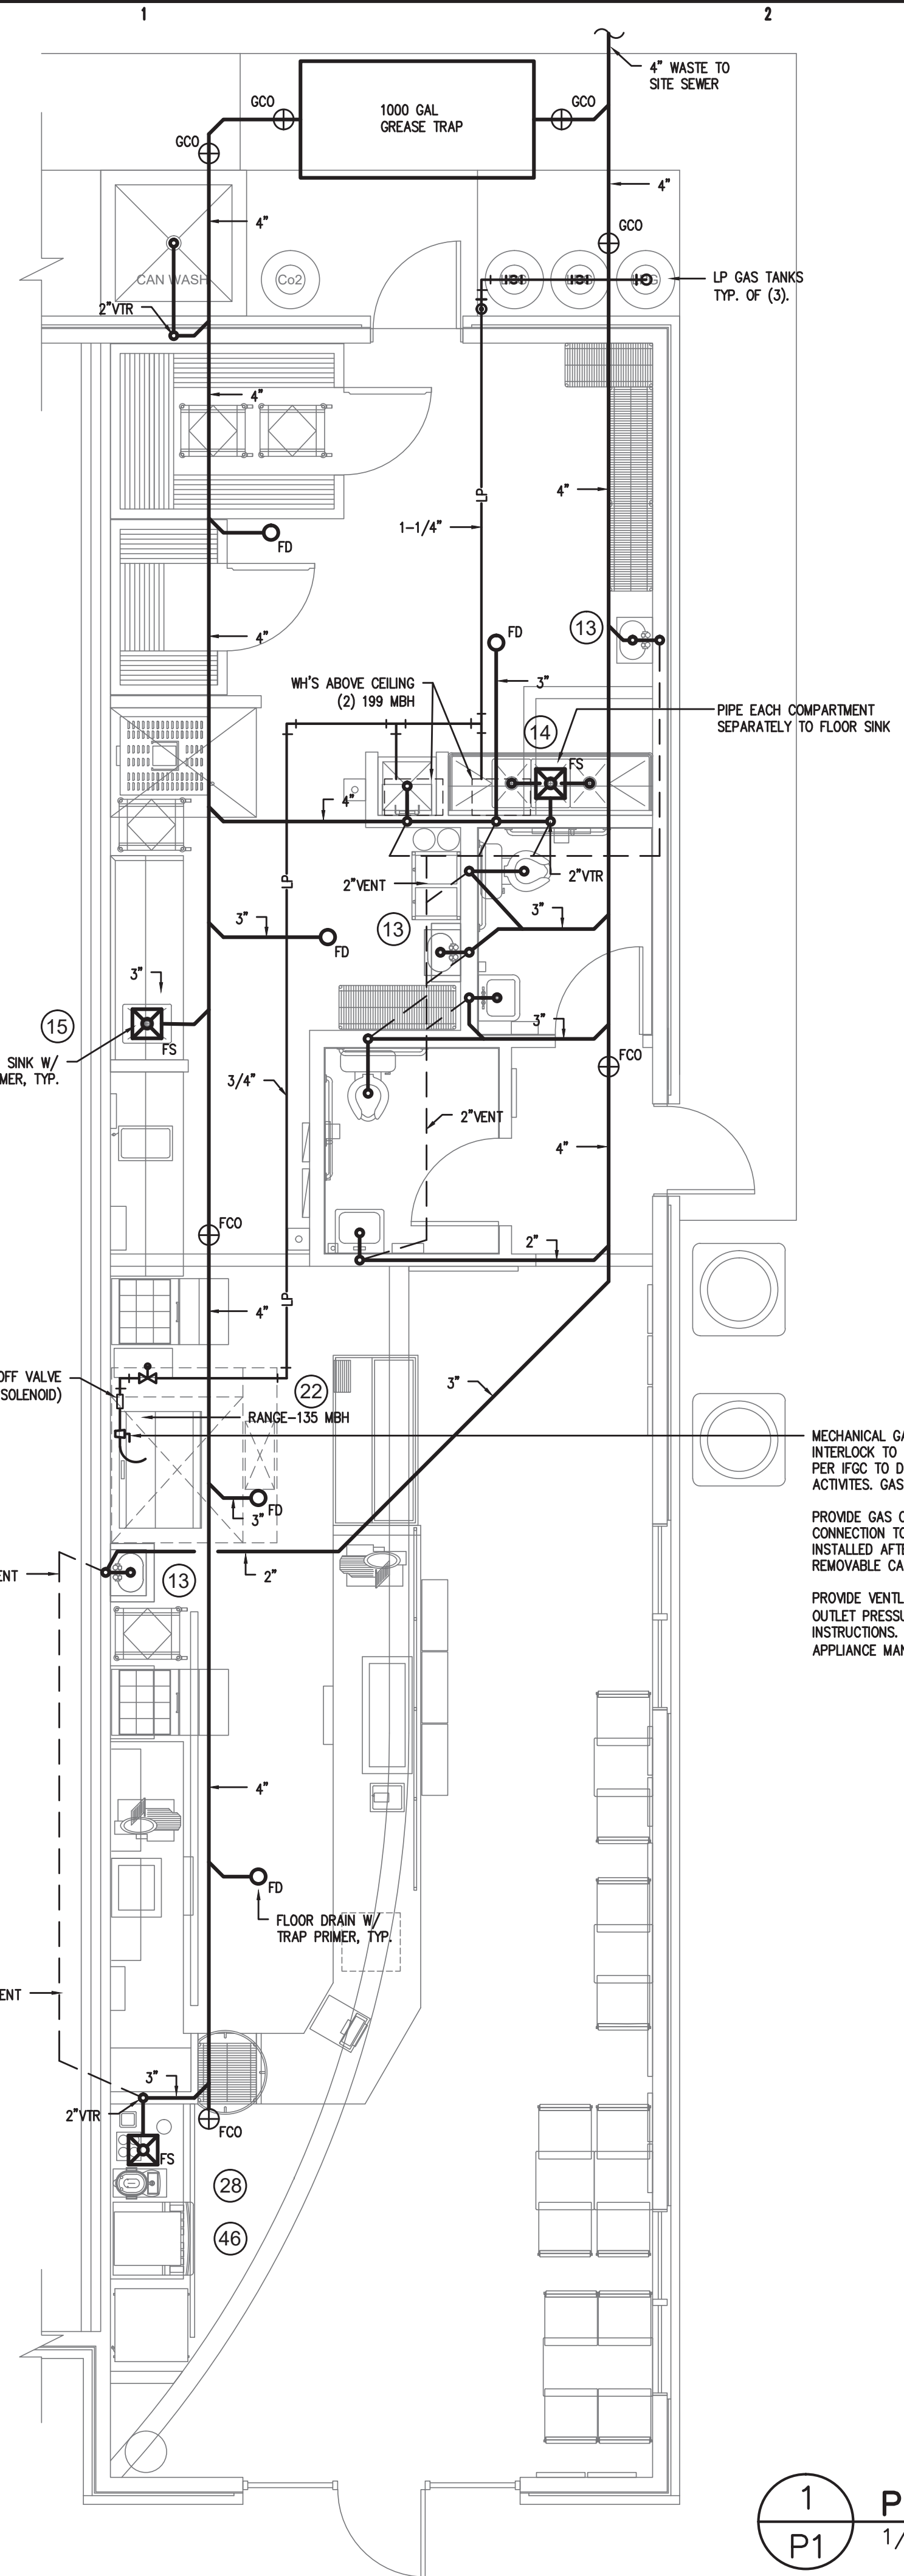 1
2
4" WASTE TO
SITE SEWER
GCO
1000 GAL
GREASE TRAP
GCO
GCO
4"
4"
GCO
CAN WASH
Co2
LP GAS TANKS
TYP. OF (3).
2"VTR
4"
LP
4"
1-1/4"
FD
4"
13
FD
WH'S ABOVE CEILING
(2) 199 MBH
3"
PIPE EACH COMPARTMENT
SEPARATELY TO FLOOR SINK
14
FS
4"
LP
2"VENT
2"VTR
3"
13
3"
FD
3"
15
FS
3"
SINK W/
MER, TYP.
FCO
3/4"
2"VENT
4"
FCO
2"
LP
4"
OFF VALVE
SOLENOID)
22
3"
RANGE-135 MBH
MECHANICAL GA
INTERLOCK TO
PER IFGC TO D
ACTIVITES. GAS
FD
3"
PROVIDE GAS C
CONNECTION TO
INSTALLED AFTE
REMOVABLE CA
2"
ENT
13
PROVIDE VENTL
OUTLET PRESSU
INSTRUCTIONS.
APPLIANCE MAN
4"
FD
FLOOR DRAIN W/
TRAP PRIMER, TYP.
ENT
3"
2"VTR
FCO
FS
28
46
1
P
P1
1/